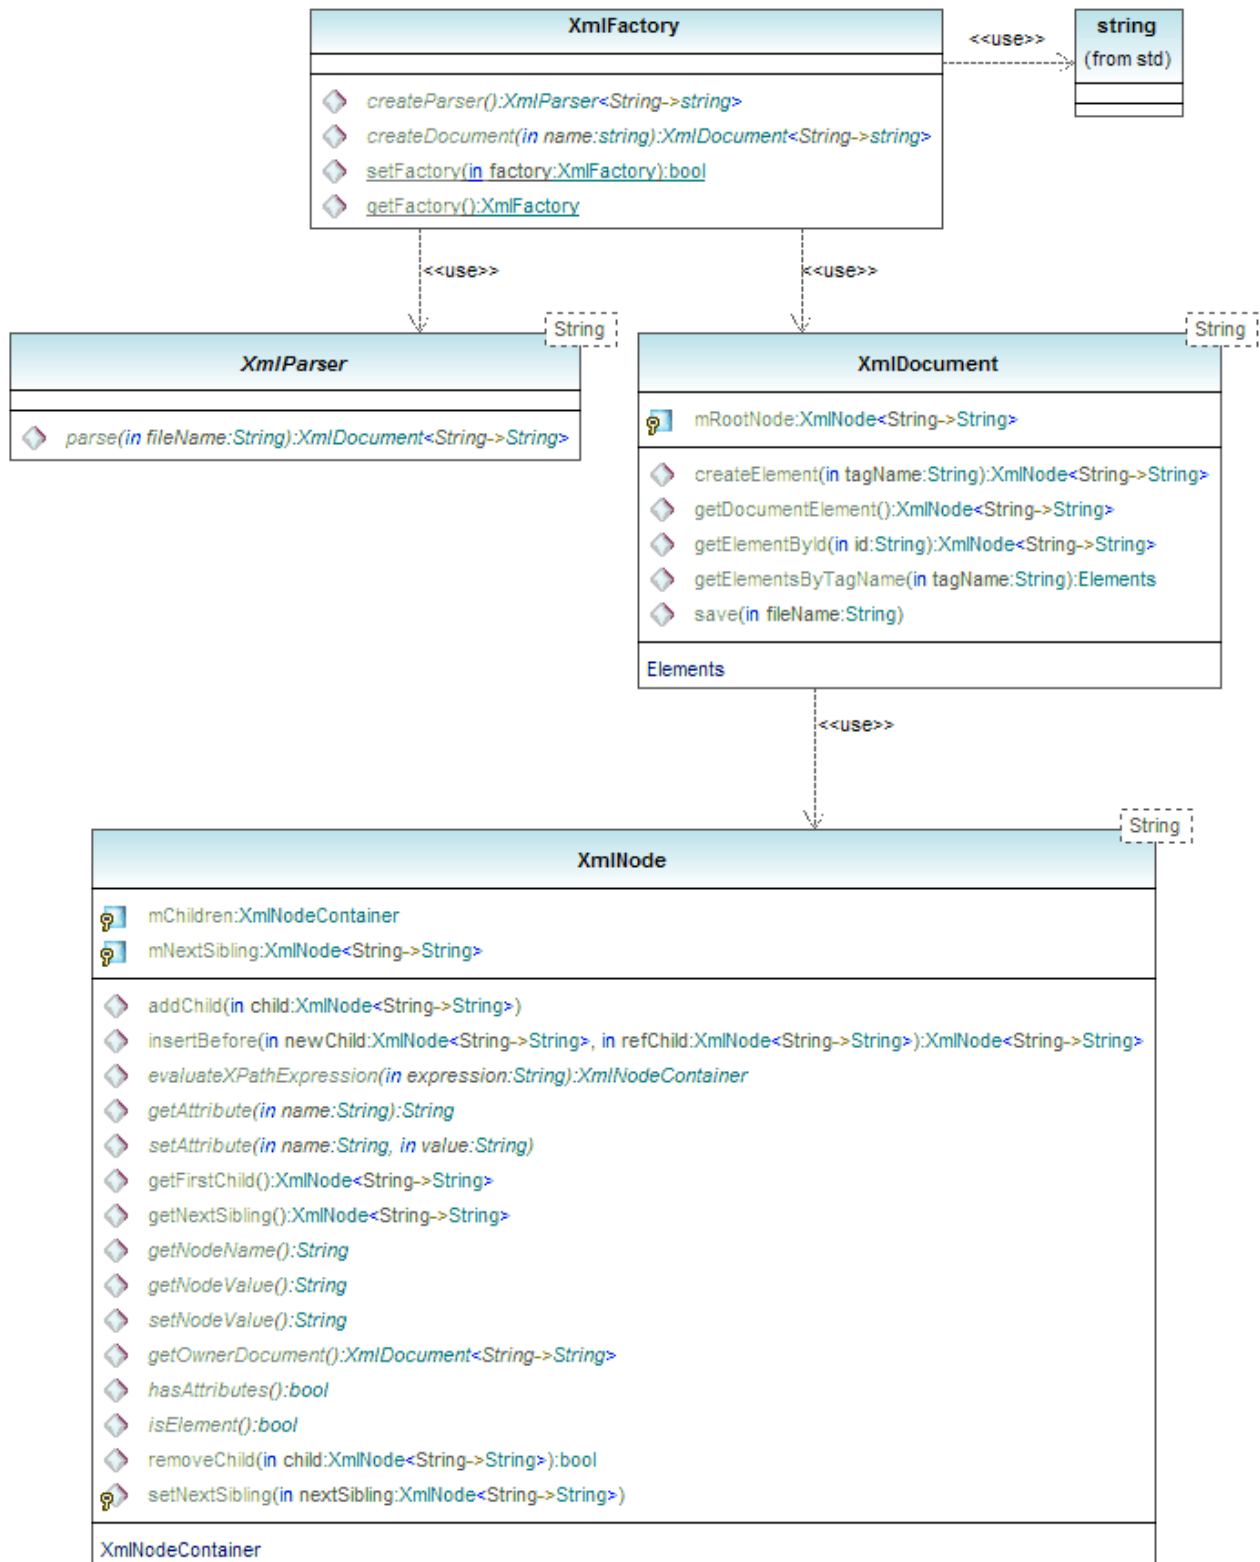 XmlFactory
<<use>>
string
(from std)
createParser():XmlParser<String->string>
createDocument(in name:string):XmlDocument<String->string>
setFactory(in factory:XmlFactory):bool
getFactory():XmlFactory
<<use>>
<<use>>
String
XmlParser
parse(in fileName:String):XmlDocument<String->String>
String
XmlDocument
mRootNode:XmlNode<String->String>
createElement(in tagName:String):XmlNode<String->String>
getDocumentElement():XmlNode<String->String>
getElementById(in id:String):XmlNode<String->String>
getElementsByTagName(in tagName:String):Elements
save(in fileName:String)
Elements
<<use>>
String
XmlNode
mChildren:XmlNodeContainer
mNextSibling:XmlNode<String->String>
addChild(in child:XmlNode<String->String>)
insertBefore(in newChild:XmlNode<String->String>, in refChild:XmlNode<String->String>):XmlNode<String->String>
evaluateXPathExpression(in expression:String):XmlNodeContainer
getAttribute(in name:String):String
setAttribute(in name:String, in value:String)
getFirstChild():XmlNode<String->String>
getNextSibling():XmlNode<String->String>
getNodeName():String
getNodeValue():String
setNodeValue():String
getOwnerDocument():XmlDocument<String->String>
hasAttributes():bool
isElement():bool
removeChild(in child:XmlNode<String->String>):bool
setNextSibling(in nextSibling:XmlNode<String->String>)
XmlNodeContainer